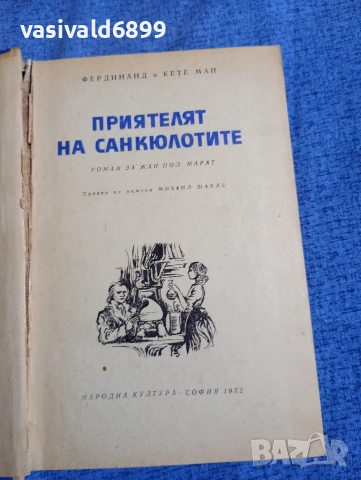 vasivald6899
ФЕРДИНАНД и КЕТЕ МАЙ
ПРИЯТЕЛЯТ
НА САНКЮЛОТИТЕ
РОМАН ЗА ЖАН ПОЛ МАРАТ
Превел от немски МИХАИЛ ШАВЛС
НАРОДНА КУЛТУРА · СОФИЯ 1972
BAZAR